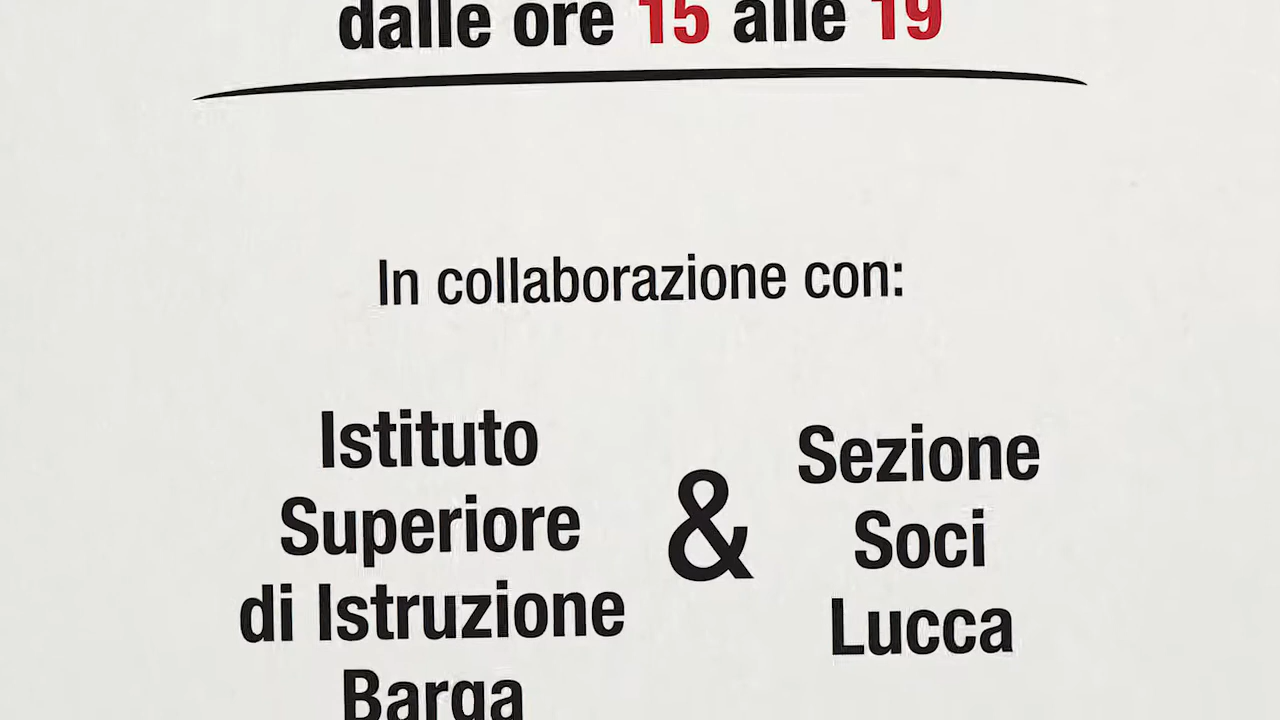 dalle ore 15 alle 19
In collaborazione con:
Istituto
Superiore
di Istruzione
Barga
&
Sezione
Soci
Lucca